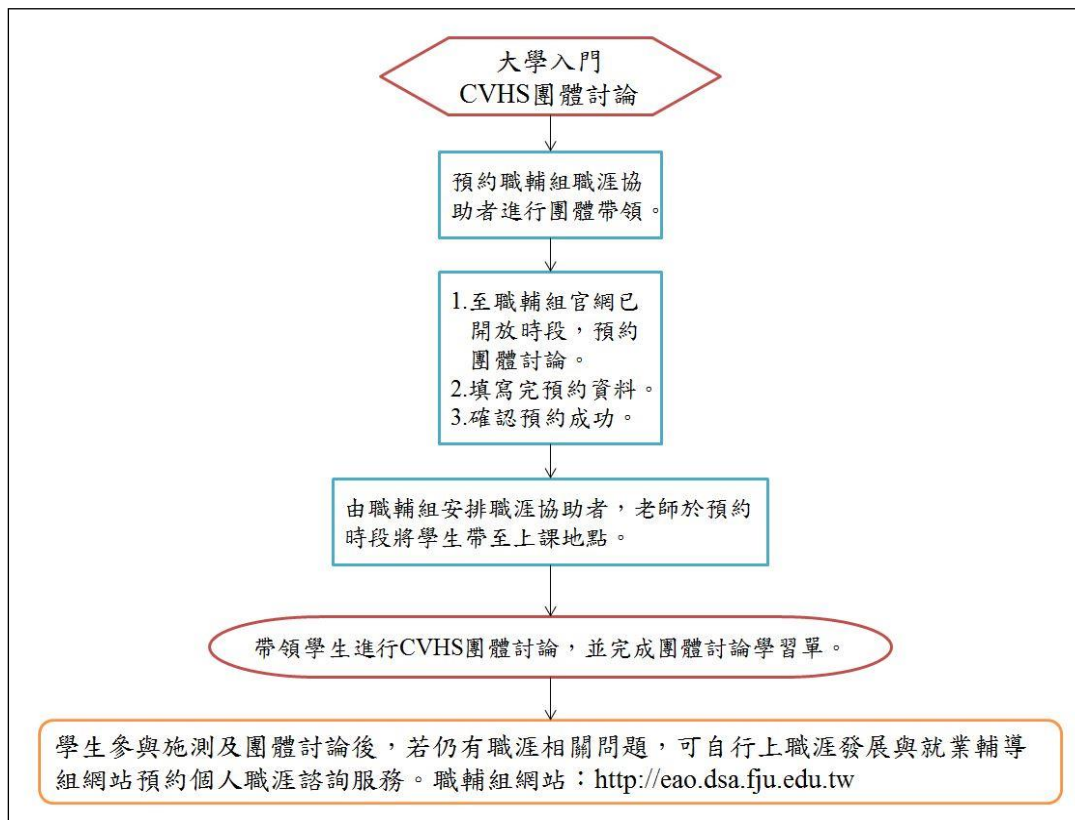 大學入門
CVHS團體討論
預約職輔組職涯協
助者進行團體帶領。
1.至職輔組官網已
開放時段，預約
團體討論。
2.填寫完預約資料。
3.確認預約成功。
由職輔組安排職涯協助者，老師於預約
時段將學生帶至上課地點。
帶領學生進行CVHS團體討論，並完成團體討論學習單。
學生參與施測及團體討論後，若仍有職涯相關問題，可自行上職涯發展與就業輔導
組網站預約個人職涯諮詢服務。職輔組網站：http://eao.dsa.fju.edu.tw